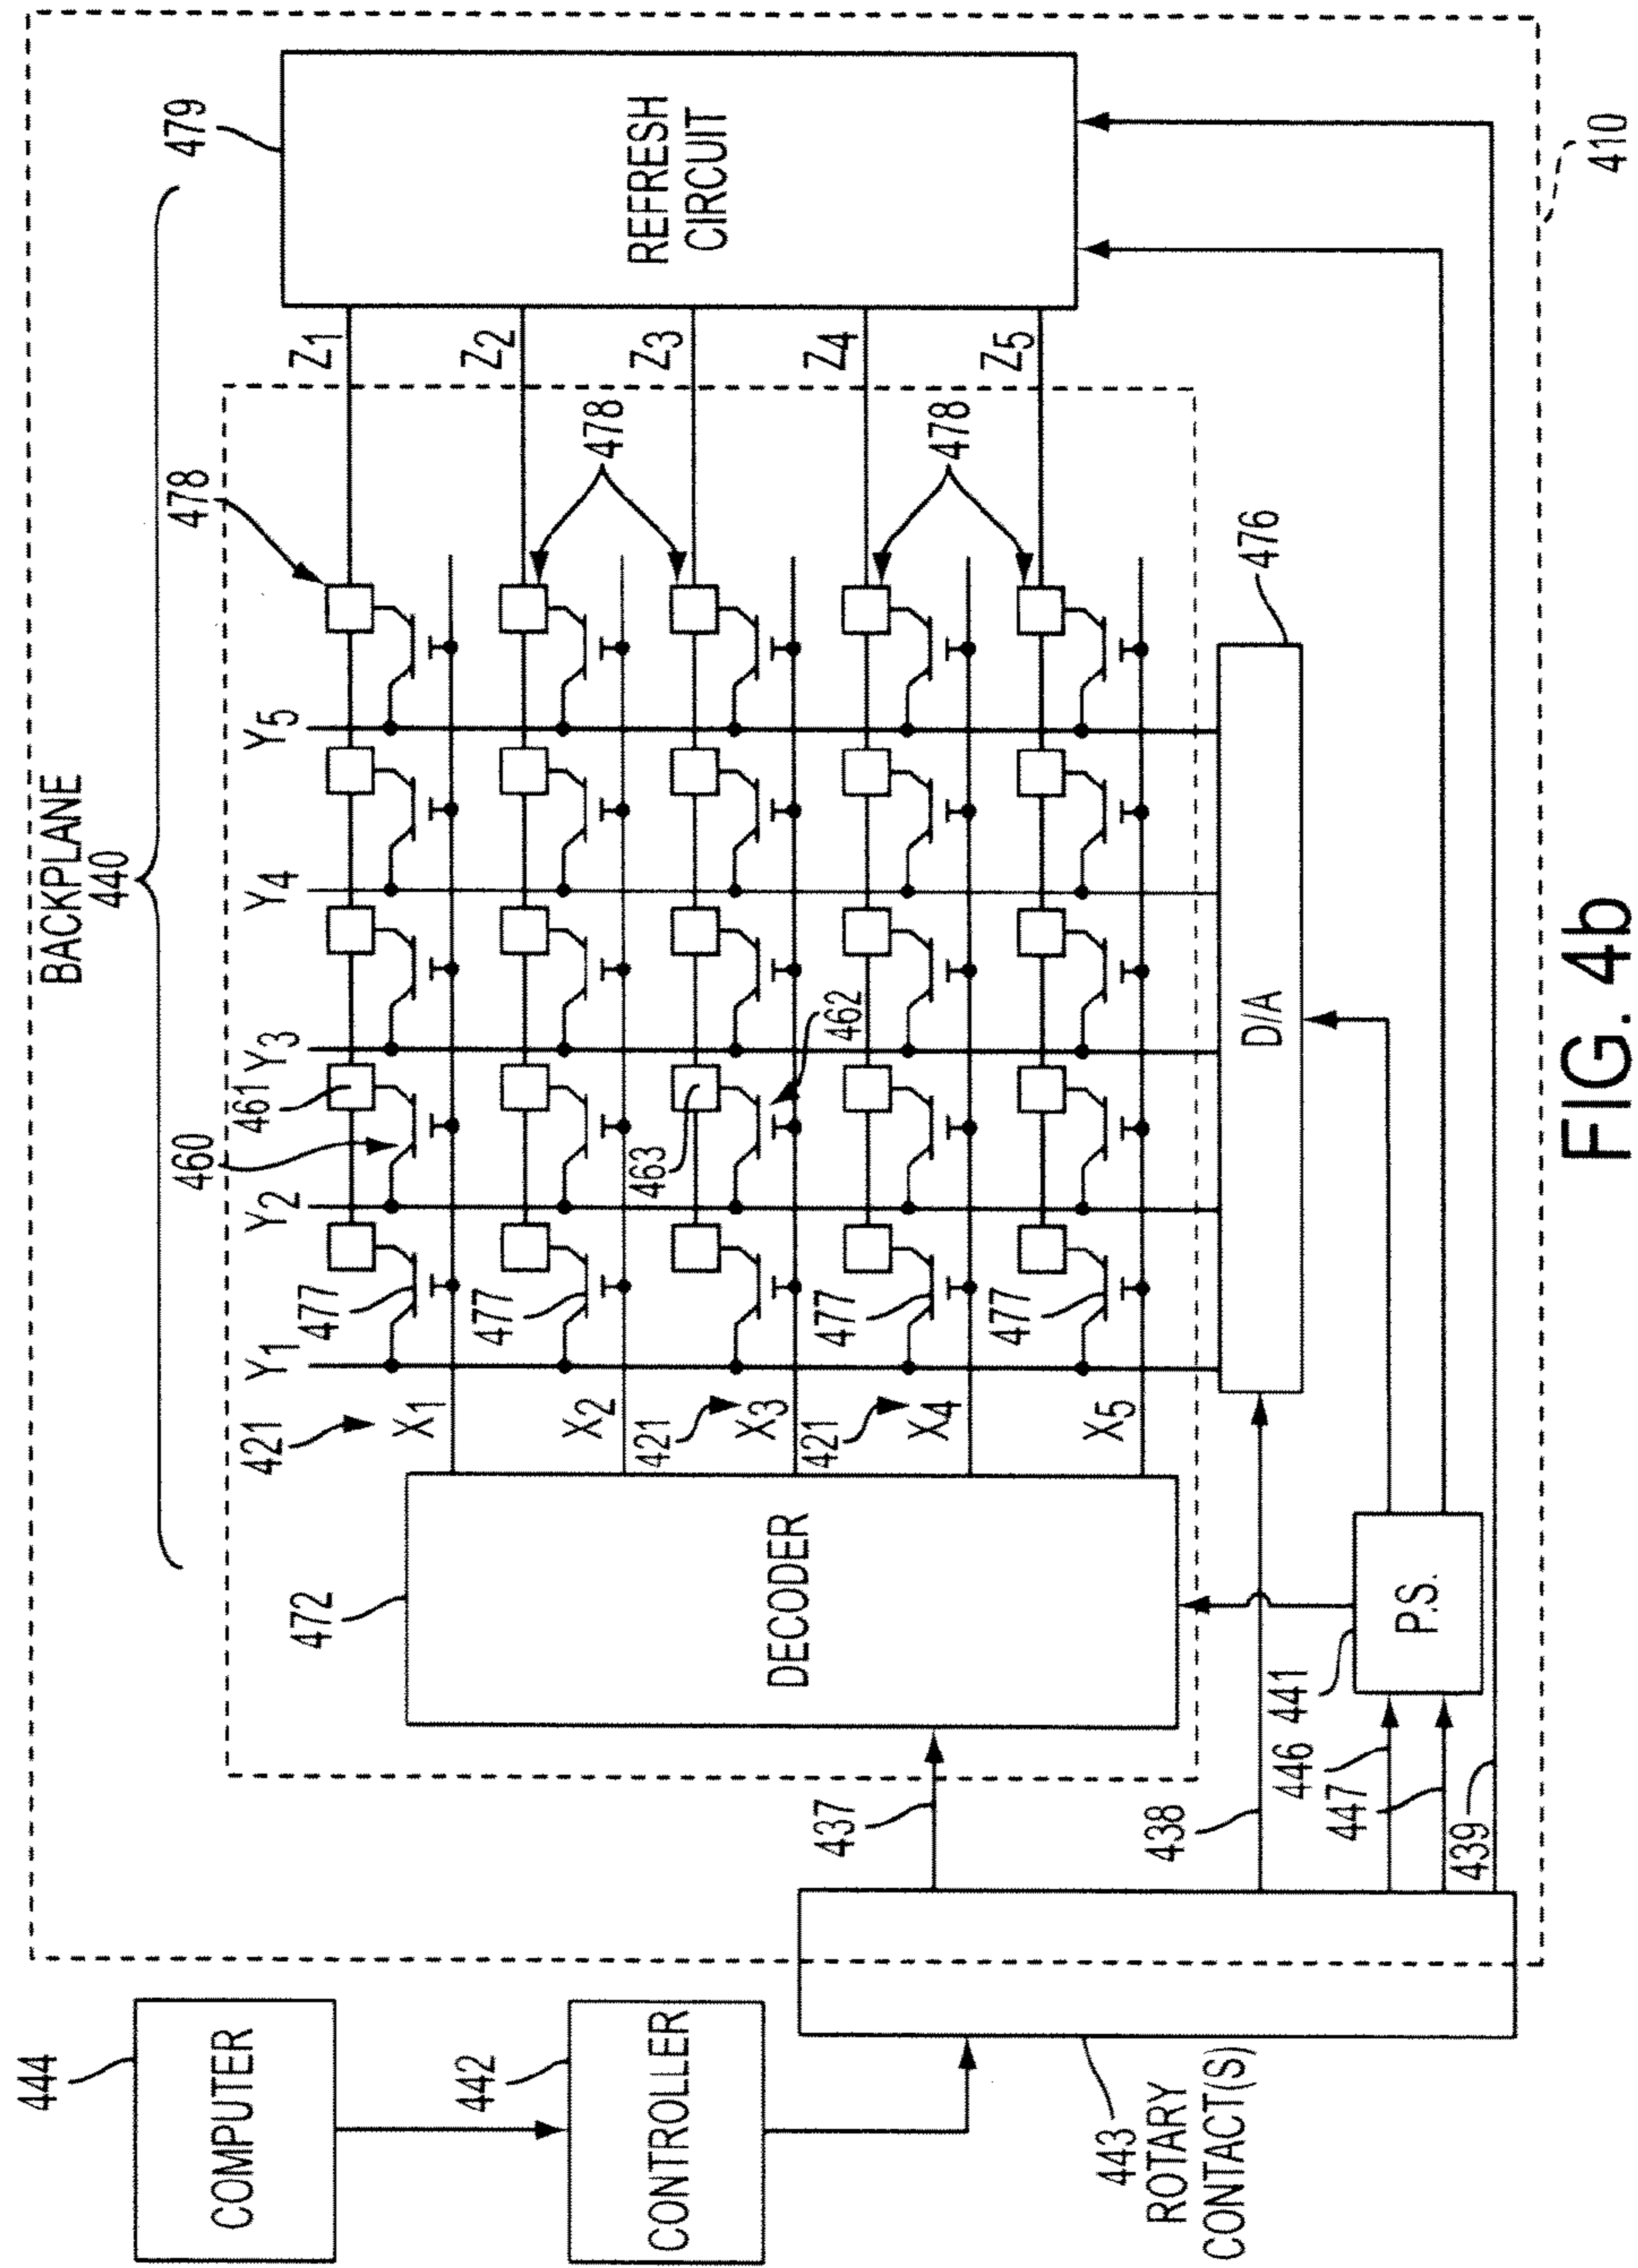 BACKPLANE
440
479
REFRESH
CIRCUIT
Z1
Z2
Z3
Z4
Z5
478
478
478
Y1
Y2
Y3
Y4
Y5
460
461
463
462
477
477
477
477
421
X1
X2
421
X3
421
X4
X5
476
D/A
472
DECODER
437
438
446
447
439
441
P.S.
444
COMPUTER
442
CONTROLLER
443
ROTARY
CONTACT(S)
410
FIG. 4b